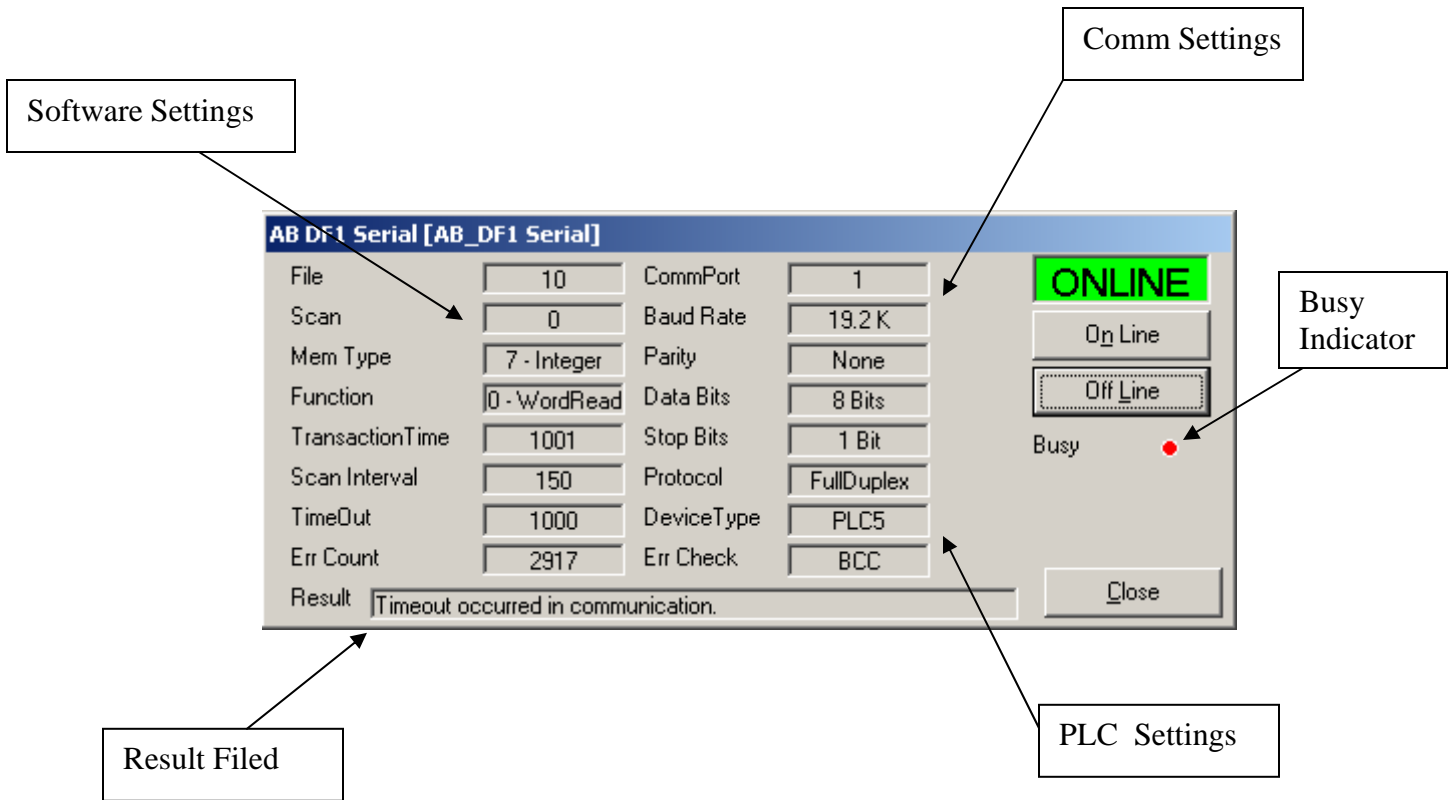 Comm Settings
Software Settings
AB DF1 Serial [AB_DF1 Serial]
File 10 CommPort 1 ONLINE
Scan 0 Baud Rate 19.2 K On Line
Mem Type 7 - Integer Parity None
Function 0 - WordRead Data Bits 8 Bits Off Line
TransactionTime 1001 Stop Bits 1 Bit Busy
Scan Interval 150 Protocol FullDuplex
TimeOut 1000 DeviceType PLC5
Err Count 2917 Err Check BCC
Result Timeout occurred in communication. Close
Busy
Indicator
PLC Settings
Result Filed